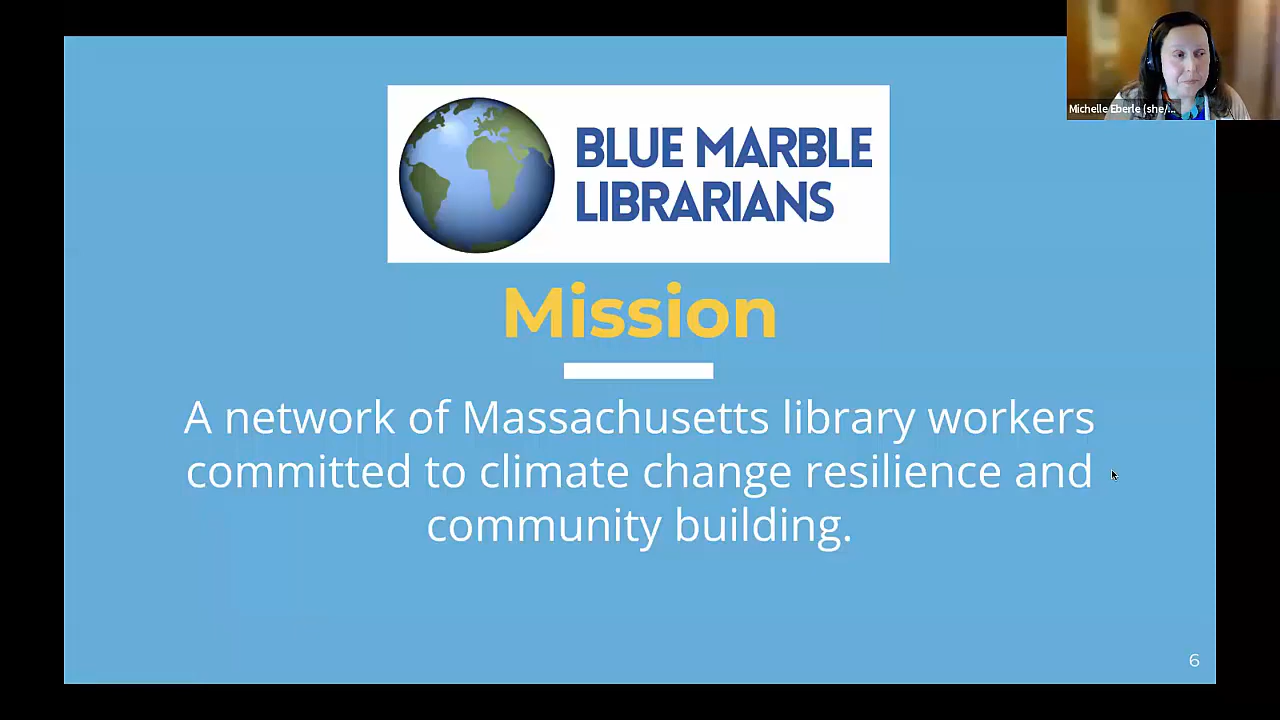 Michelle Eberle (she/...
BLUE MARBLE
LIBRARIANS
Mission
A network of Massachusetts library workers
committed to climate change resilience and
community building.
6